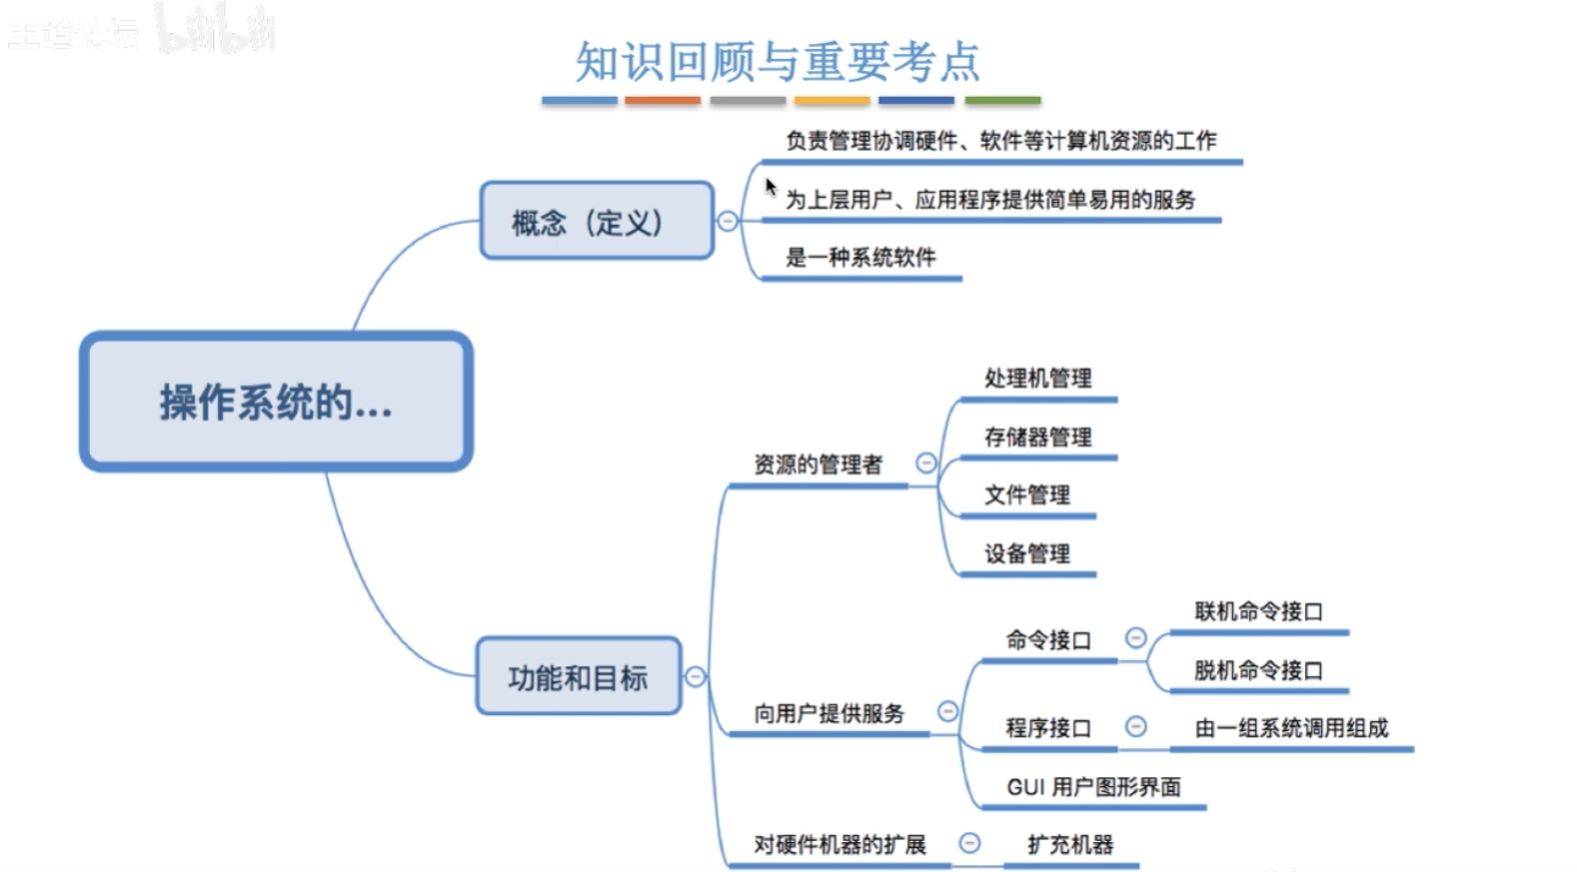 王道论坛 bilibili
知识回顾与重要考点
负责管理协调硬件、软件等计算机资源的工作
为上层用户、应用程序提供简单易用的服务
概念（定义）
是一种系统软件
操作系统的...
处理机管理
存储器管理
资源的管理者
文件管理
设备管理
联机命令接口
命令接口
脱机命令接口
功能和目标
向用户提供服务
程序接口
由一组系统调用组成
GUI 用户图形界面
对硬件机器的扩展
扩充机器